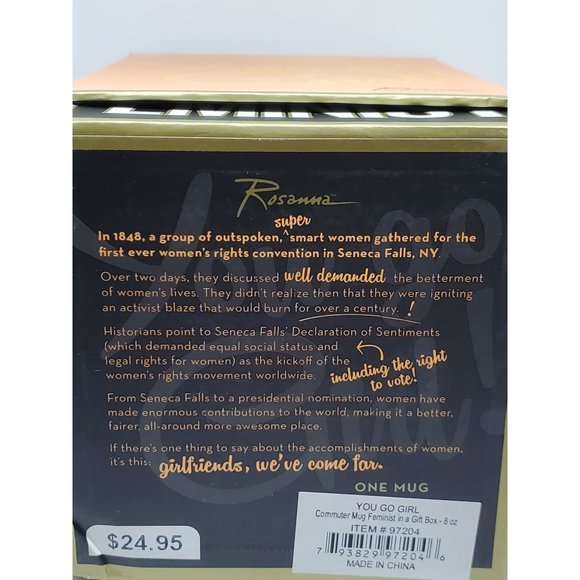 Rosanna
super
In 1848, a group of outspoken, smart women gathered for the
first ever women's rights convention in Seneca Falls, NY.
Over two days, they discussed well demanded the betterment
of women's lives. They didn't realize then that they were igniting
an activist blaze that would burn for over a century. !
Historians point to Seneca Falls' Declaration of Sentiments
(which demanded equal social status and
legal rights for women) as the kickoff of the
women's rights movement worldwide.
including the right
to vote!
From Seneca Falls to a presidential nomination, women have
made enormous contributions to the world, making it a better,
fairer, all-around more awesome place.
If there's one thing to say about the accomplishments of women,
it's this: girlfriends, we've come far.
ONE MUG
YOU GO GIRL
Commuter Mug Feminist in a Gift Box - 8 oz
ITEM # 97204
7 93829 97204 6
MADE IN CHINA
$24.95
You go
Girl!